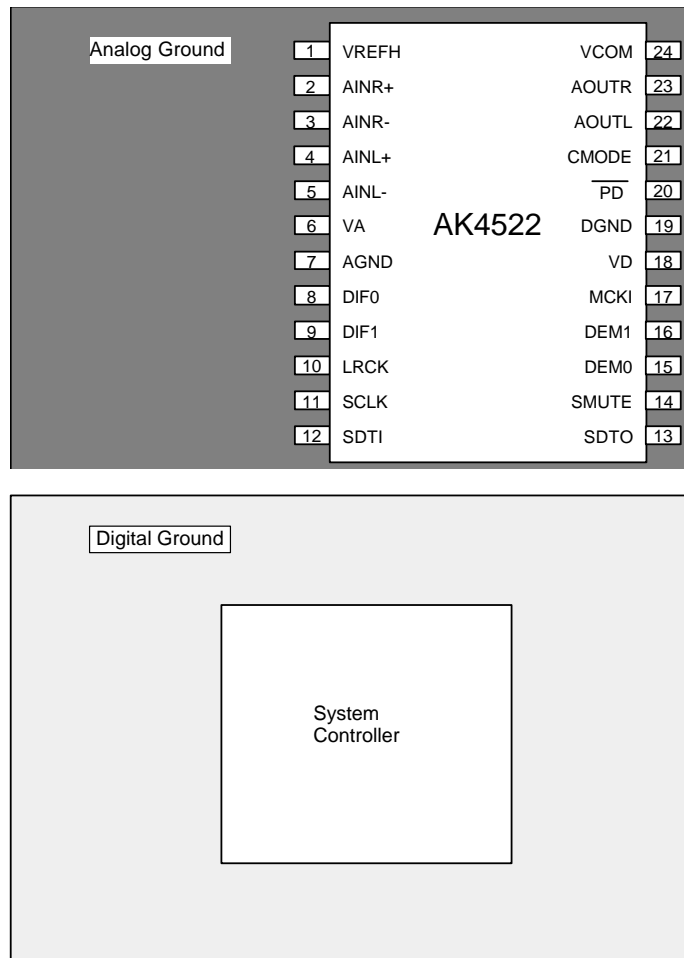 Analog Ground
1 VREFH VCOM 24
2 AINR+ AOUTR 23
3 AINR- AOUTL 22
4 AINL+ CMODE 21
5 AINL- PD 20
6 VA AK4522 DGND 19
7 AGND VD 18
8 DIF0 MCKI 17
9 DIF1 DEM1 16
10 LRCK DEM0 15
11 SCLK SMUTE 14
12 SDTI SDTO 13
Digital Ground
System
Controller